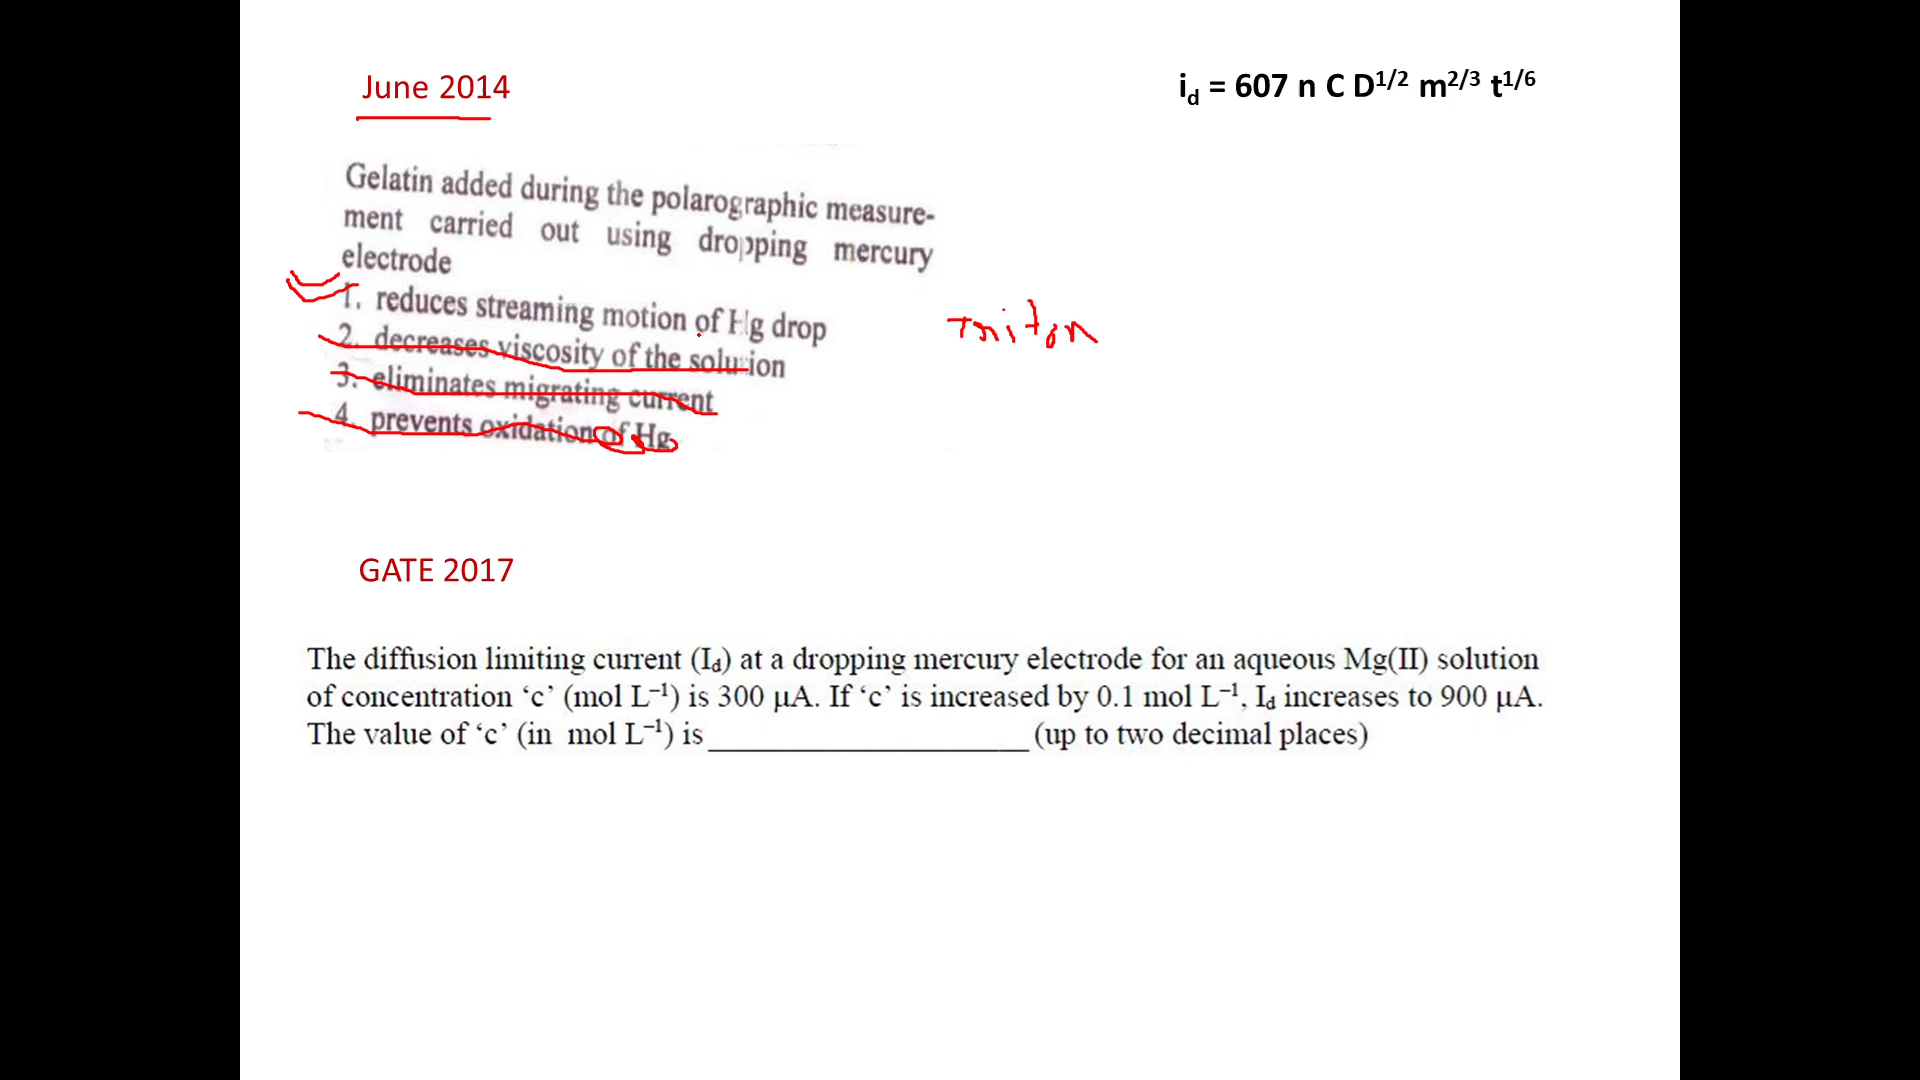 June 2014
i_d = 607 n C D^1/2 m^2/3 t^1/6
Gelatin added during the polarographic measure-
ment carried out using dropping mercury
electrode
1. reduces streaming motion of Hg drop
2. decreases viscosity of the solution
3. eliminates migrating current
4. prevents oxidation of Hg
Triton
GATE 2017
The diffusion limiting current (I_d) at a dropping mercury electrode for an aqueous Mg(II) solution
of concentration ‘c’ (mol L⁻¹) is 300 μA. If ‘c’ is increased by 0.1 mol L⁻¹, I_d increases to 900 μA.
The value of ‘c’ (in mol L⁻¹) is ____________________ (up to two decimal places)